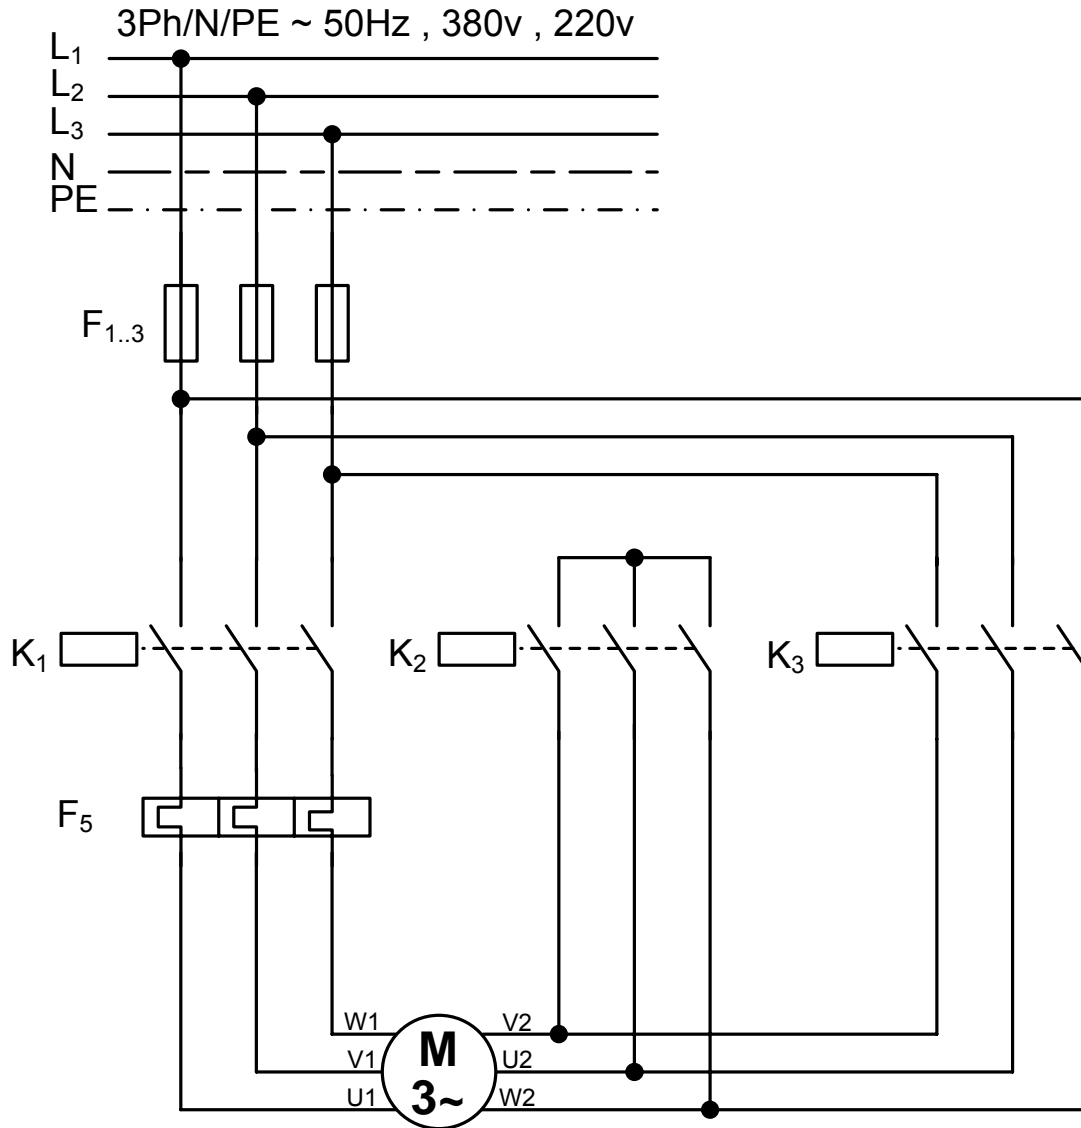 3Ph/N/PE ~ 50Hz , 380v , 220v
L₁
L₂
L₃
N
PE
F₁..₃
K₁
K₂
K₃
F₅
W1
V2
V1
U2
U1
W2
M
3~